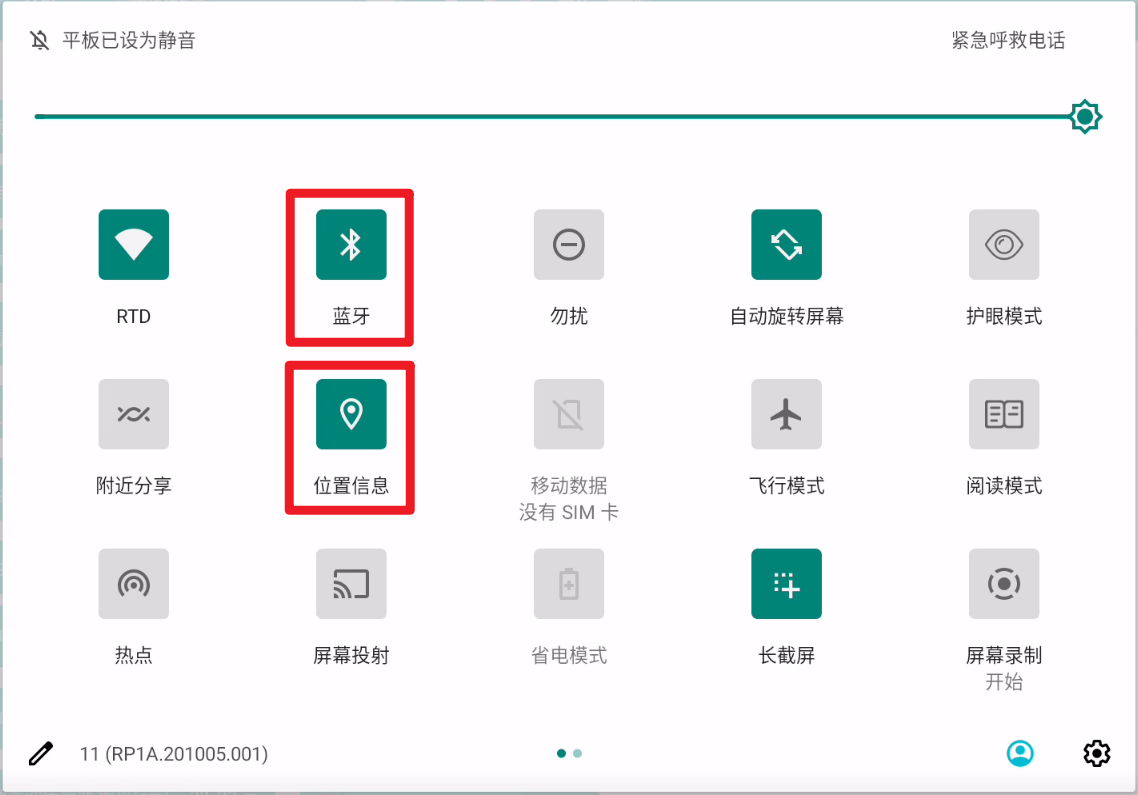 平板已设为静音
紧急呼救电话
RTD
蓝牙
勿扰
自动旋转屏幕
护眼模式
附近分享
位置信息
移动数据
没有 SIM 卡
飞行模式
阅读模式
热点
屏幕投射
省电模式
长截屏
屏幕录制
开始
11 (RP1A.201005.001)